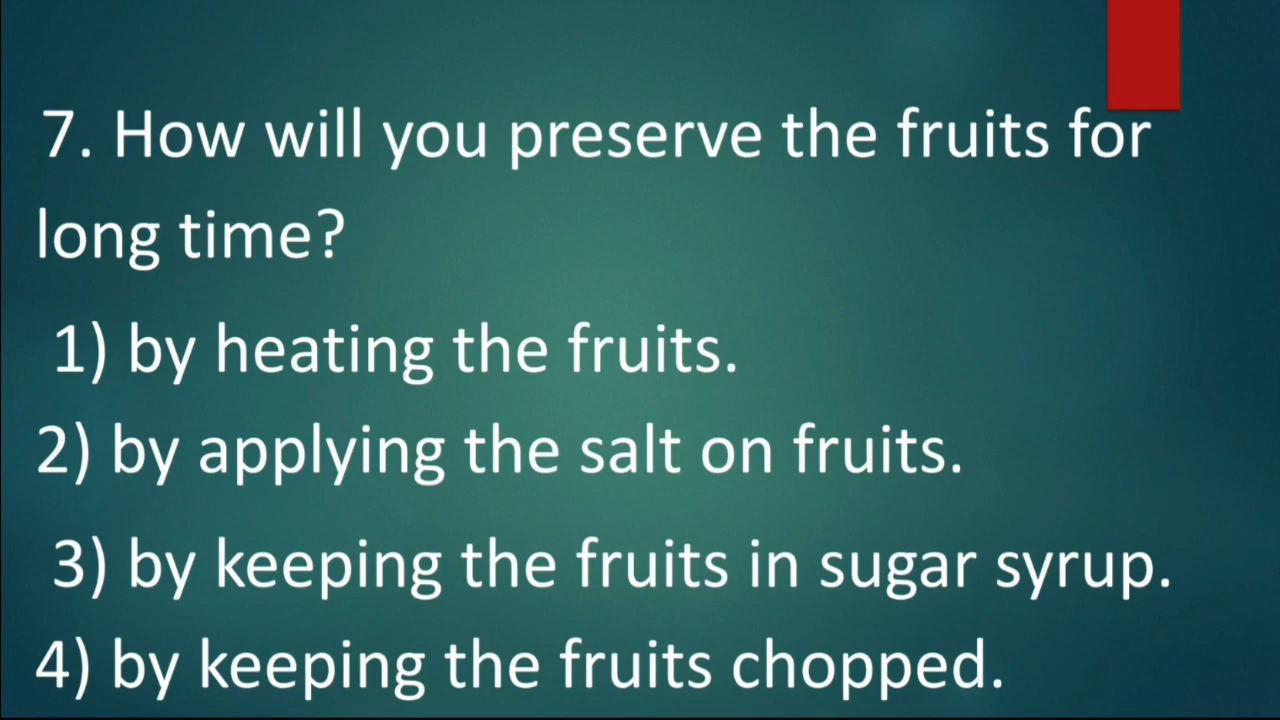 7. How will you preserve the fruits for
long time?
1) by heating the fruits.
2) by applying the salt on fruits.
3) by keeping the fruits in sugar syrup.
4) by keeping the fruits chopped.